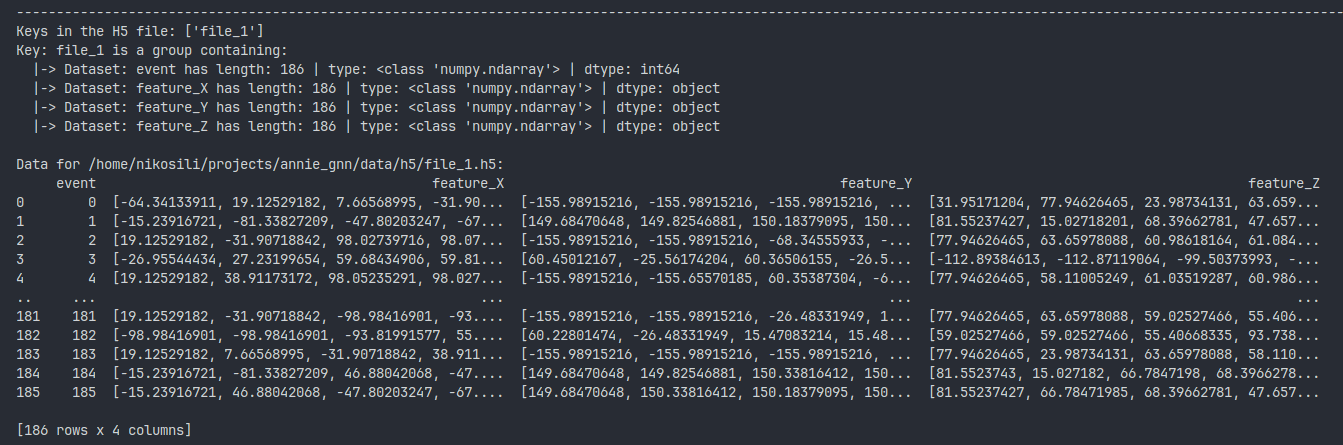 --------------------------------------------------------------------------------------------------------------------------------------------------------------------
Keys in the H5 file: ['file_1']
Key: file_1 is a group containing:
  |-> Dataset: event has length: 186 | type: <class 'numpy.ndarray'> | dtype: int64
  |-> Dataset: feature_X has length: 186 | type: <class 'numpy.ndarray'> | dtype: object
  |-> Dataset: feature_Y has length: 186 | type: <class 'numpy.ndarray'> | dtype: object
  |-> Dataset: feature_Z has length: 186 | type: <class 'numpy.ndarray'> | dtype: object
Data for /home/nikosili/projects/annie_gnn/data/h5/file_1.h5:
     event                                          feature_X                                          feature_Y                                          feature_Z
0        0  [-64.34133911, 19.12529182, 7.66568995, -31.90...  [-155.98915216, -155.98915216, -155.98915216, ...  [31.95171204, 77.94626465, 23.98734131, 63.659...
1        1  [-15.23916721, -81.33827209, -47.80203247, -67...  [149.68470648, 149.82546881, 150.18379095, 150...  [81.55237427, 15.02718201, 68.39662781, 47.657...
2        2  [19.12529182, -31.90718842, 98.02739716, 98.07...  [-155.98915216, -155.98915216, -68.34555933, -...  [77.94626465, 63.65978088, 60.98618164, 61.084...
3        3  [-26.95544434, 27.23199654, 59.68434906, 59.81...  [60.45012167, -25.56174204, 60.36506155, -26.5...  [-112.89384613, -112.87119064, -99.50373993, -...
4        4  [19.12529182, 38.91173172, 98.05235291, 98.027...  [-155.98915216, -155.65570185, 60.35387304, -6...  [77.94626465, 58.11005249, 61.03519287, 60.986...
..     ...                                                ...                                                ...                                                ...
181    181  [19.12529182, -31.90718842, -98.98416901, -93....  [-155.98915216, -155.98915216, -26.48331949, 1...  [77.94626465, 63.65978088, 59.02527466, 55.406...
182    182  [-98.98416901, -98.98416901, -93.81991577, 55....  [60.22801474, -26.48331949, 15.47083214, 15.48...  [59.02527466, 59.02527466, 55.40668335, 93.738...
183    183  [19.12529182, 7.66568995, -31.90718842, 38.911...  [-155.98915216, -155.98915216, -155.98915216, ...  [77.94626465, 23.98734131, 63.65978088, 58.110...
184    184  [-15.23916721, -81.33827209, 46.88042068, -47....  [149.68470648, 149.82546881, 150.33816412, 150...  [81.5523743, 15.027182, 66.7847198, 68.3966278...
185    185  [-15.23916721, 46.88042068, -47.80203247, -67....  [149.68470648, 150.33816412, 150.18379095, 150...  [81.55237427, 66.78471985, 68.39662781, 47.657...
[186 rows x 4 columns]